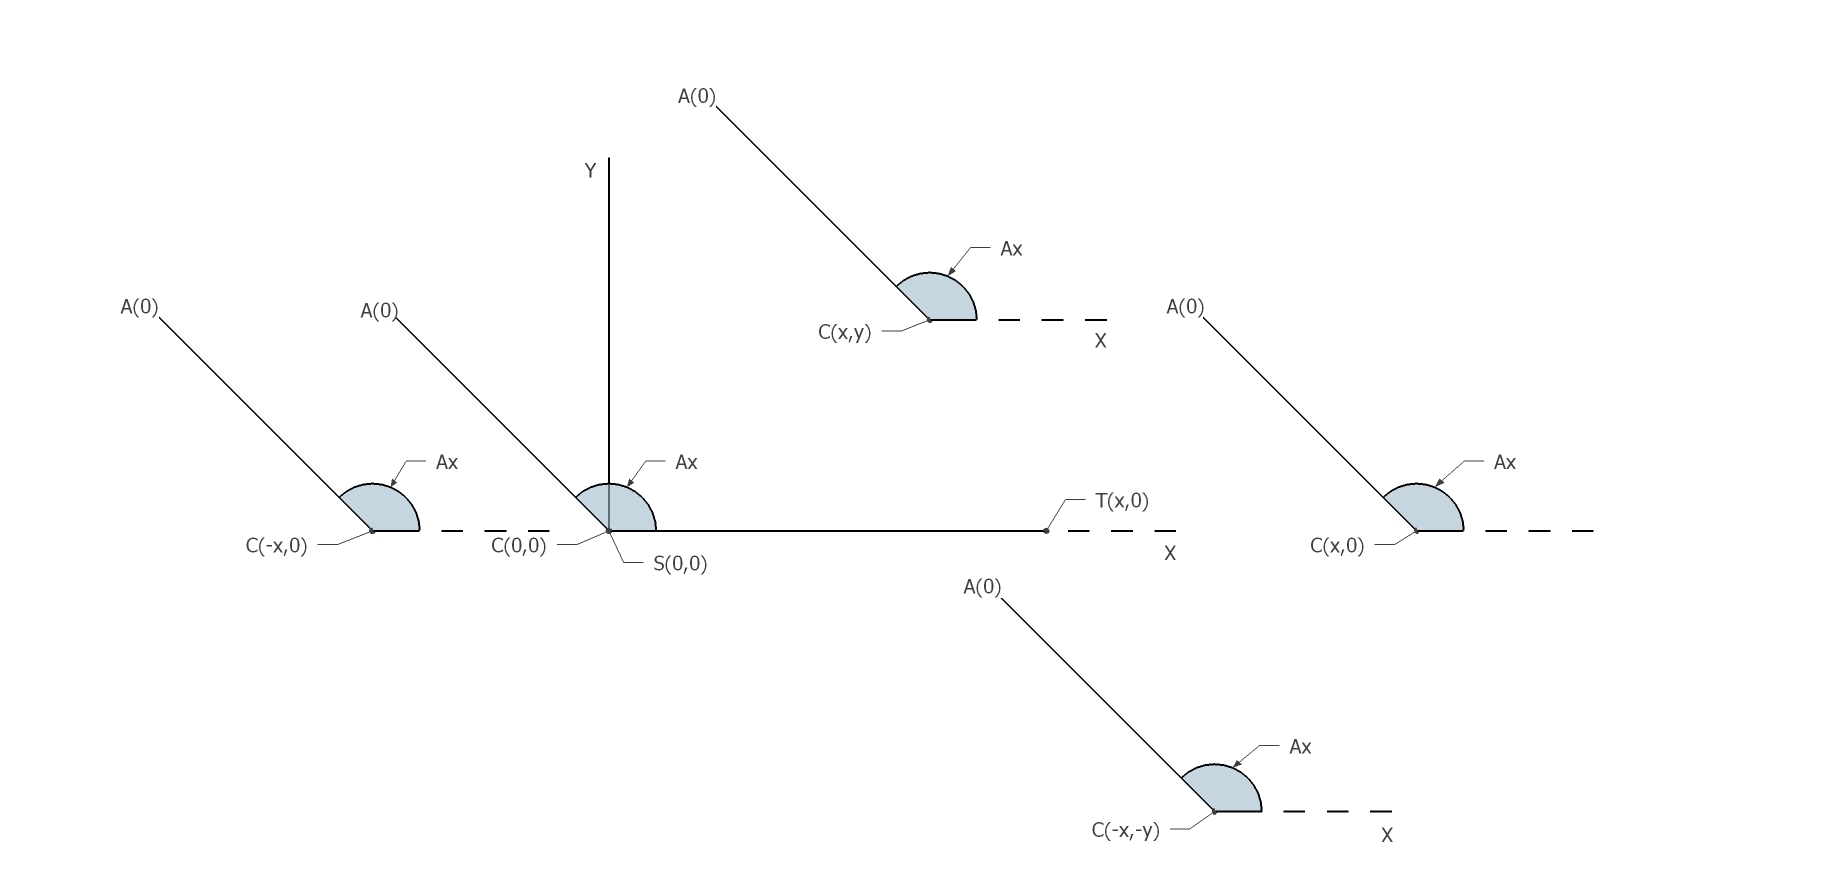 A(0)
Y
Ax
A(0)
A(0)
A(0)
C(x,y)
X
Ax
Ax
Ax
T(x,0)
C(-x,0)
C(0,0)
S(0,0)
X
C(x,0)
A(0)
Ax
C(-x,-y)
X